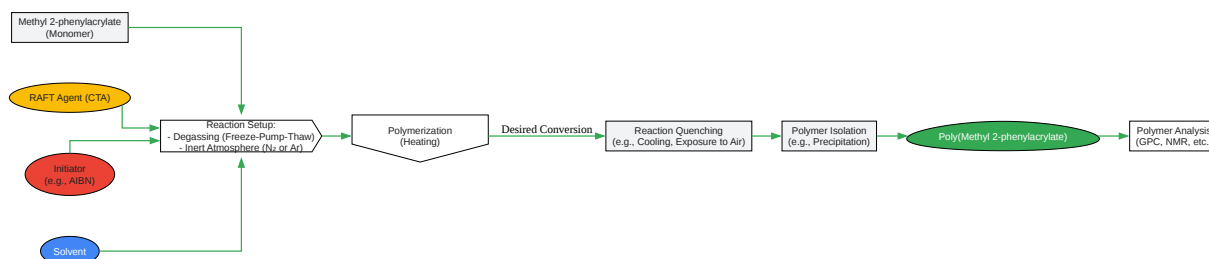 Methyl 2-phenylacrylate
(Monomer)
RAFT Agent (CTA)
Initiator
(e.g., AIBN)
Solvent
Reaction Setup:
- Degassing (Freeze-Pump-Thaw)
- Inert Atmosphere (N₂ or Ar)
Polymerization
(Heating)
Desired Conversion
Reaction Quenching
(e.g., Cooling, Exposure to Air)
Polymer Isolation
(e.g., Precipitation)
Poly(Methyl 2-phenylacrylate)
Polymer Analysis
(GPC, NMR, etc.